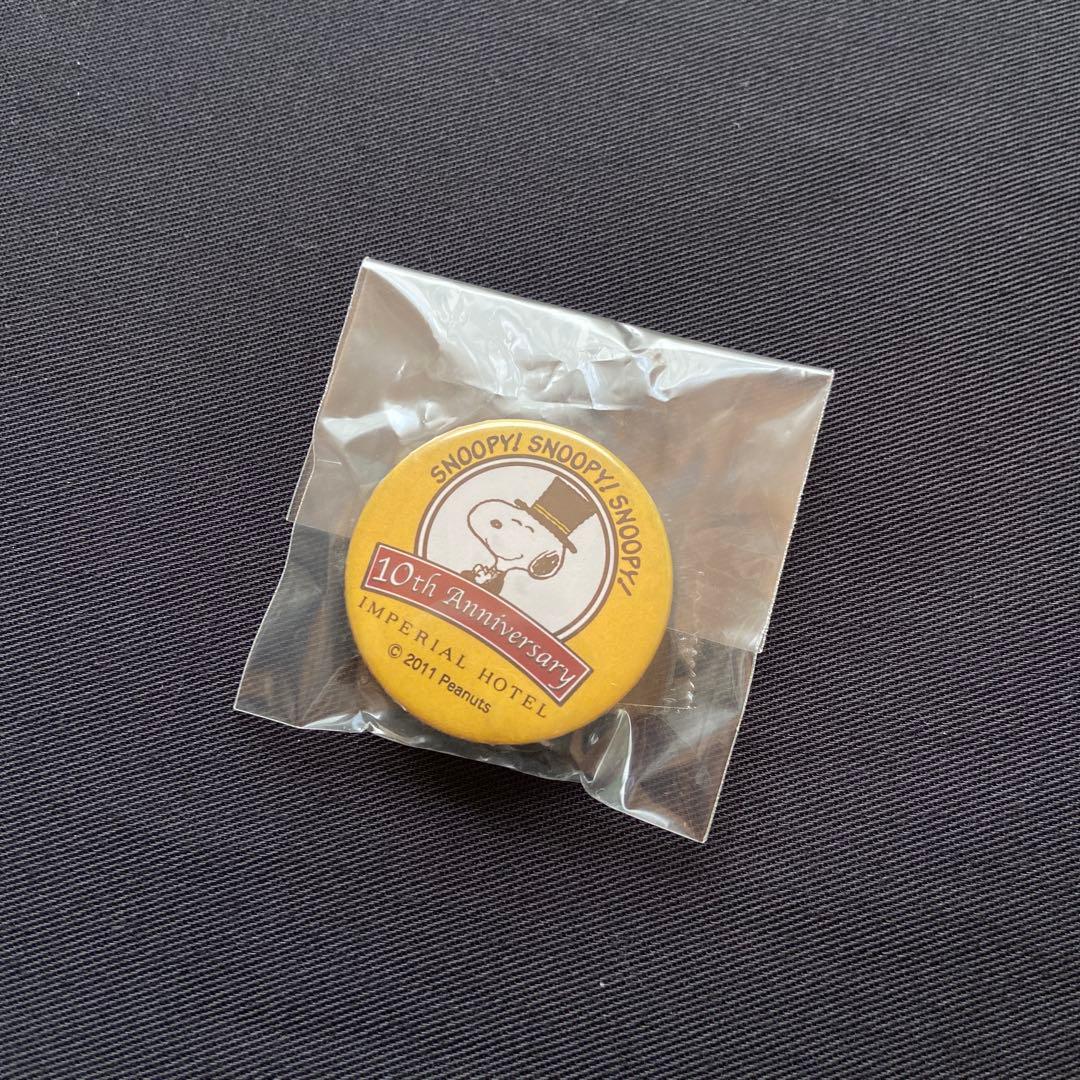 SNOOPY! SNOOPY! SNOOPY!
10th Anniversary
IMPERIAL HOTEL
© 2011 Peanuts